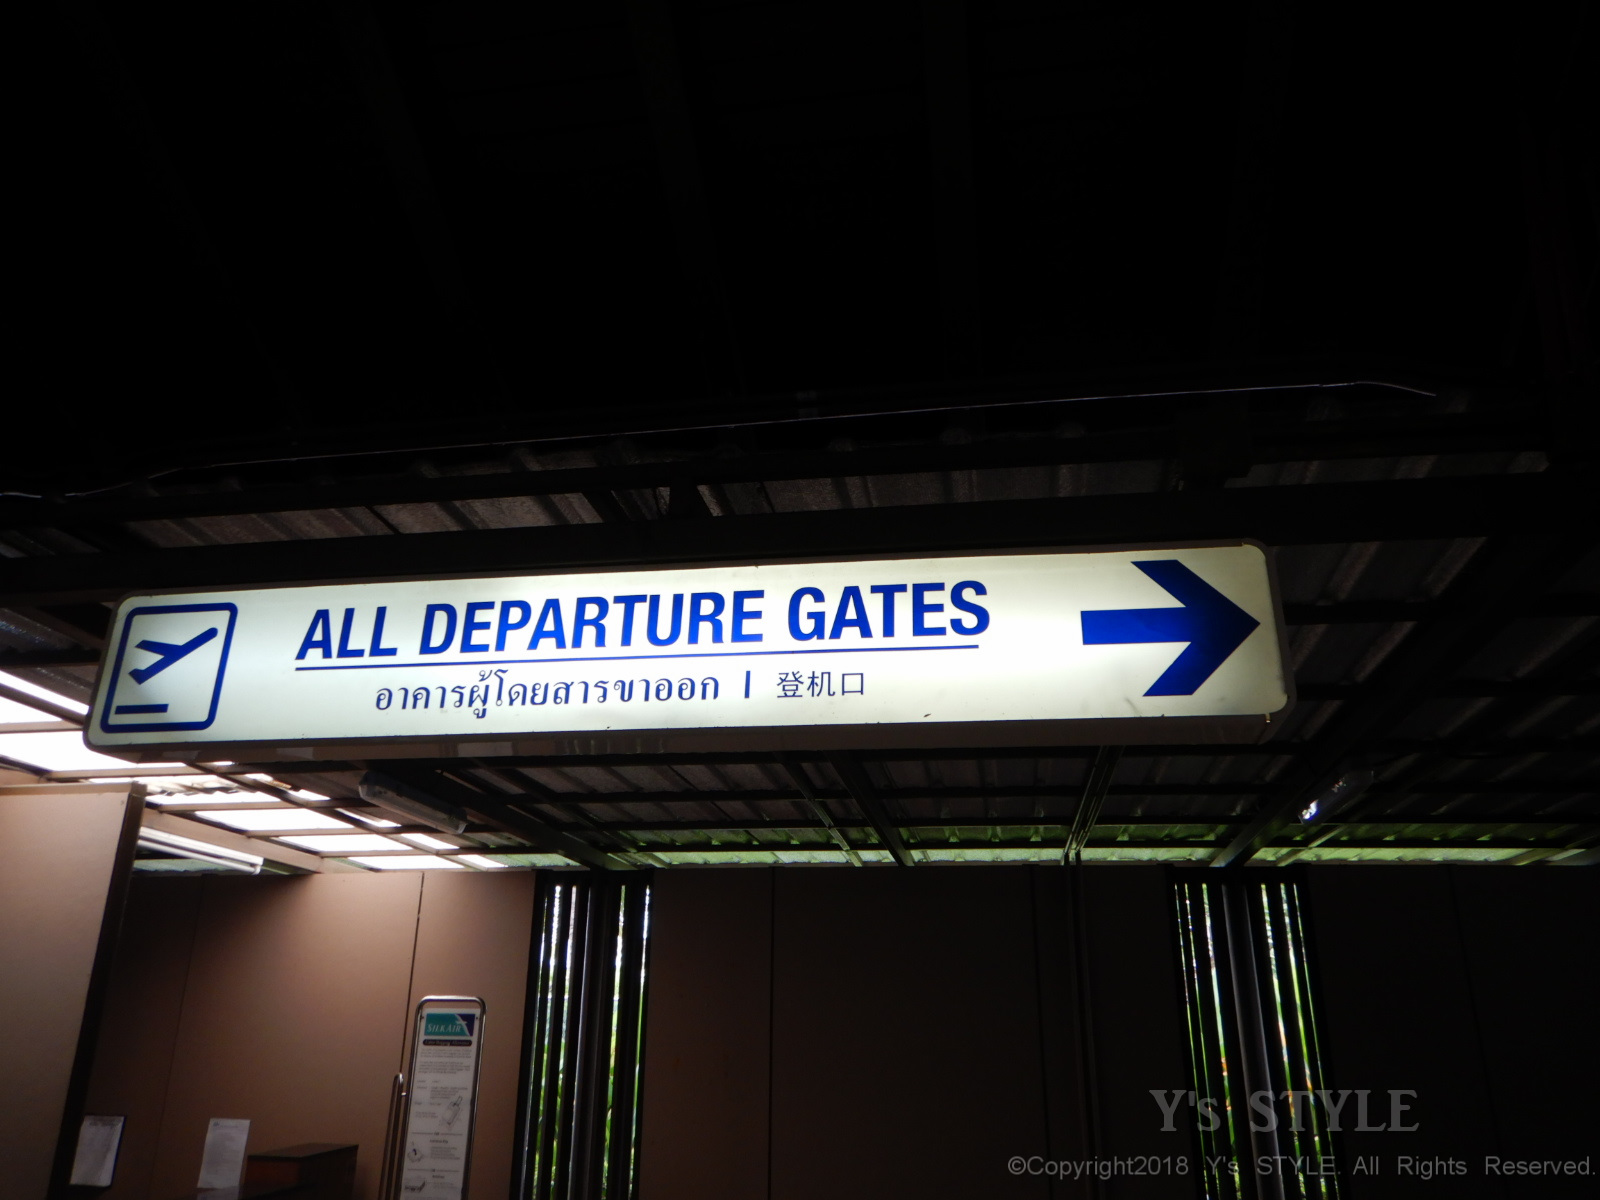 ALL DEPARTURE GATES
อาคารผู้โดยสารขาออก | 登机口
SILKAIR
Y's STYLE
©Copyright2018 Y's STYLE. All Rights Reserved.